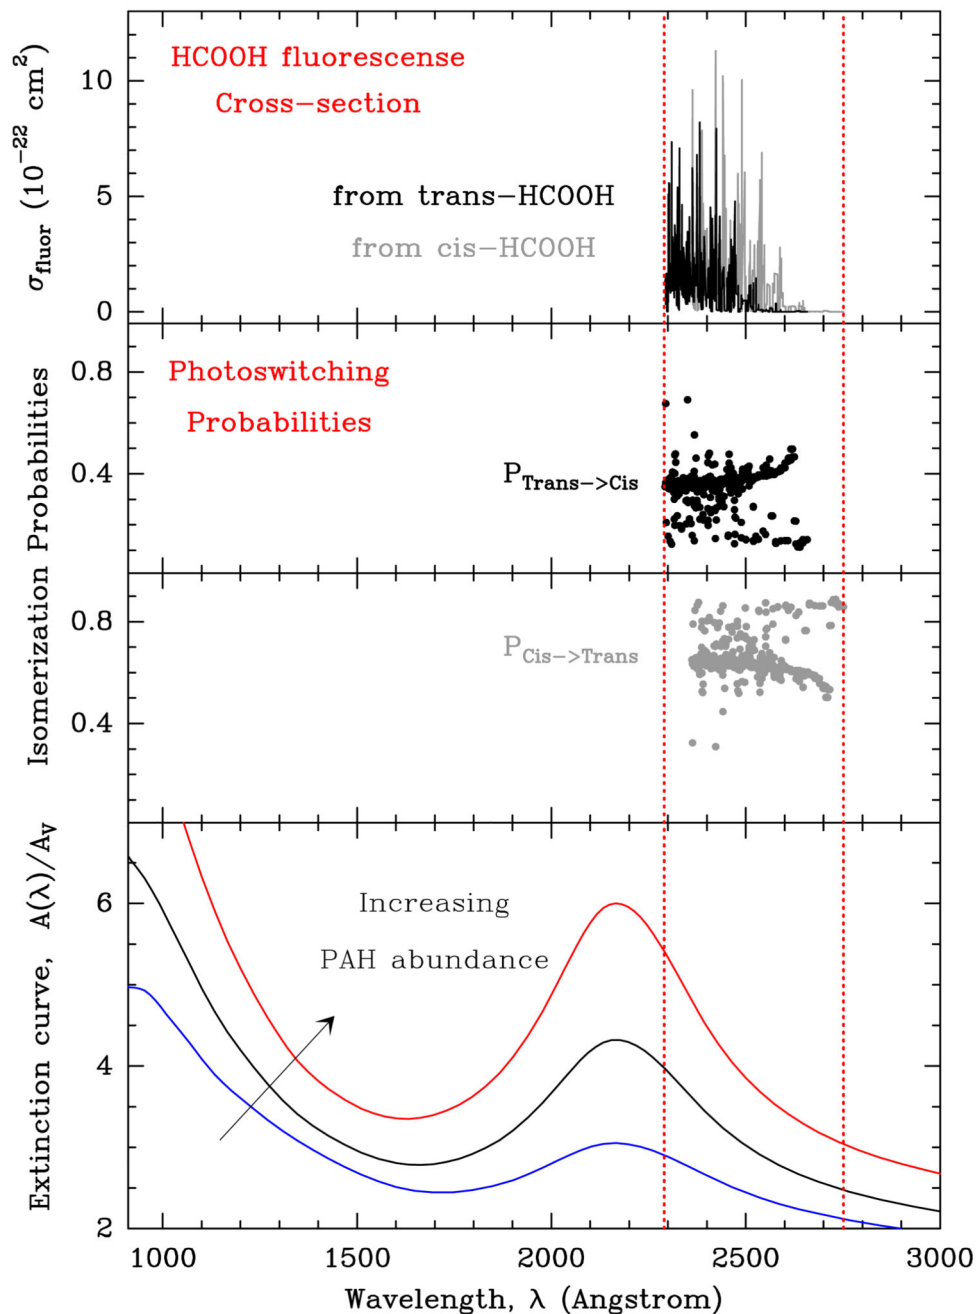 HCOOH fluorescense
Cross-section
from trans-HCOOH
from cis-HCOOH
σfluor (10⁻²² cm²)
10
5
0
Photoswitching
Probabilities
PTrans->Cis
0.8
0.4
PCis->Trans
0.8
0.4
Isomerization Probabilities
Increasing
PAH abundance
6
4
2
Extinction curve, A(λ)/AV
1000 1500 2000 2500 3000
Wavelength, λ (Angstrom)